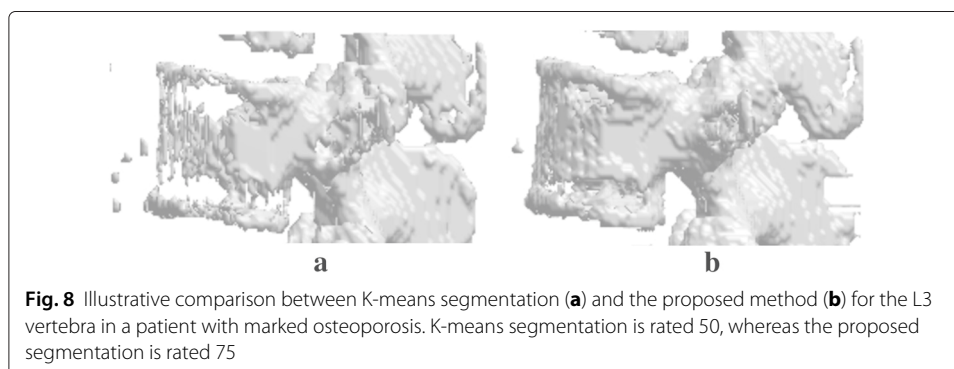 a b
Fig. 8 Illustrative comparison between K-means segmentation (a) and the proposed method (b) for the L3
vertebra in a patient with marked osteoporosis. K-means segmentation is rated 50, whereas the proposed
segmentation is rated 75